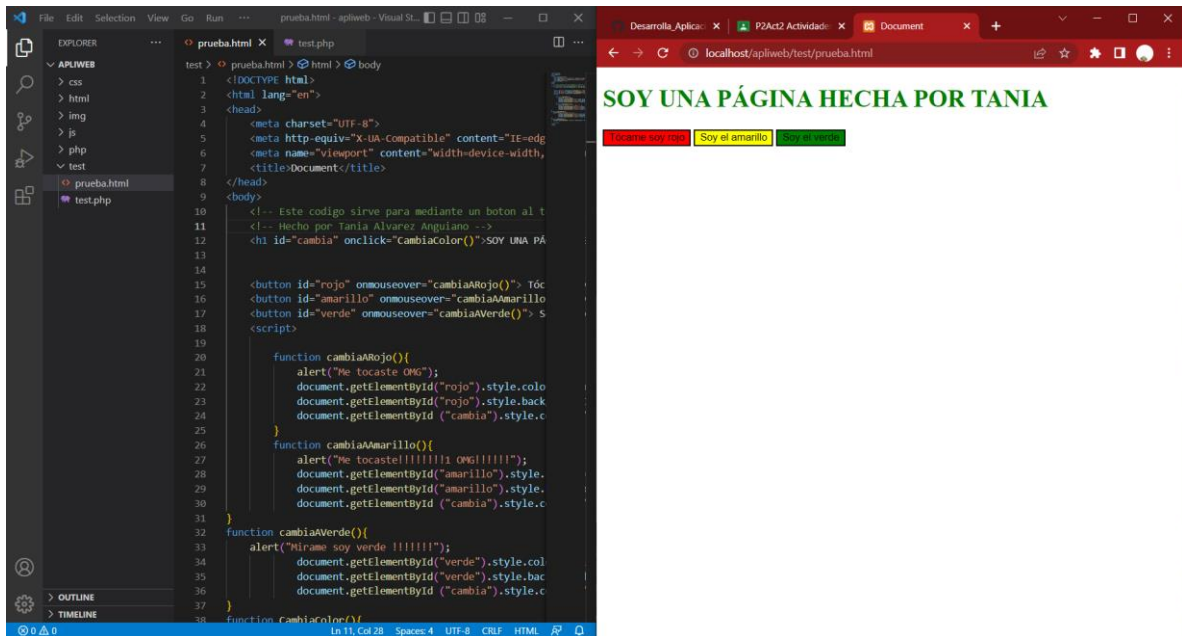 File Edit Selection View Go Run ··· prueba.html - apliweb - Visual St...
EXPLORER ···
APLIWEB
css
html
img
js
php
test
prueba.html
test.php
OUTLINE
TIMELINE
prueba.html test.php
test > prueba.html > html > body
1 <!DOCTYPE html>
2 <html lang="en">
3 <head>
4 <meta charset="UTF-8">
5 <meta http-equiv="X-UA-Compatible" content="IE=edg
6 <meta name="viewport" content="width=device-width,
7 <title>Document</title>
8 </head>
9 <body>
10 <!-- Este codigo sirve para mediante un boton al t
11 <!-- Hecho por Tania Alvarez Anguiano -->
12 <h1 id="cambia" onclick="CambiaColor()">SOY UNA PÁ
13
14
15 <button id="rojo" onmouseover="cambiaARojo()"> Tóc
16 <button id="amarillo" onmouseover="cambiaAAmarillo
17 <button id="verde" onmouseover="cambiaAVerde()"> S
18 <script>
19
20 function cambiaARojo(){
21 alert("Me tocaste OMG");
22 document.getElementById("rojo").style.colo
23 document.getElementById("rojo").style.back
24 document.getElementById ("cambia").style.c
25 }
26 function cambiaAAmarillo(){
27 alert("Me tocaste!!!!!!!!1 OMG!!!!!!");
28 document.getElementById("amarillo").style.
29 document.getElementById("amarillo").style.
30 document.getElementById ("cambia").style.c
31 }
32 function cambiaAVerde(){
33 alert("Mirame soy verde !!!!!!!");
34 document.getElementById("verde").style.col
35 document.getElementById("verde").style.bac
36 document.getElementById ("cambia").style.c
37 }
38 function CambiaColor(){
0 0 Ln 11, Col 28 Spaces: 4 UTF-8 CRLF HTML
Desarrolla_Aplicac P2Act2 Actividade Document
localhost/apliweb/test/prueba.html
SOY UNA PÁGINA HECHA POR TANIA
Tócame soy rojo Soy el amarillo Soy el verde